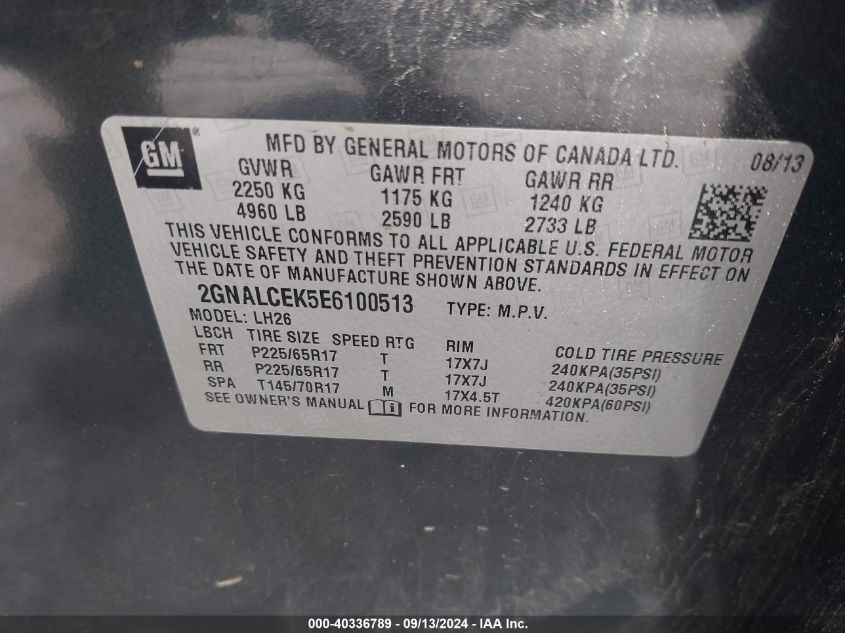 GM®
MFD BY GENERAL MOTORS OF CANADA LTD. 08/13
GVWR GAWR FRT GAWR RR
2250 KG 1175 KG 1240 KG
4960 LB 2590 LB 2733 LB
THIS VEHICLE CONFORMS TO ALL APPLICABLE U.S. FEDERAL MOTOR
VEHICLE SAFETY AND THEFT PREVENTION STANDARDS IN EFFECT ON
THE DATE OF MANUFACTURE SHOWN ABOVE.
2GNALCEK5E6100513 TYPE: M.P.V.
MODEL: LH26
LBCH TIRE SIZE SPEED RTG RIM COLD TIRE PRESSURE
FRT P225/65R17 T 17X7J 240KPA(35PSI)
RR P225/65R17 T 17X7J 240KPA(35PSI)
SPA T145/70R17 M 17X4.5T 420KPA(60PSI)
SEE OWNER'S MANUAL FOR MORE INFORMATION.
000-40336789 - 09/13/2024 - IAA Inc.